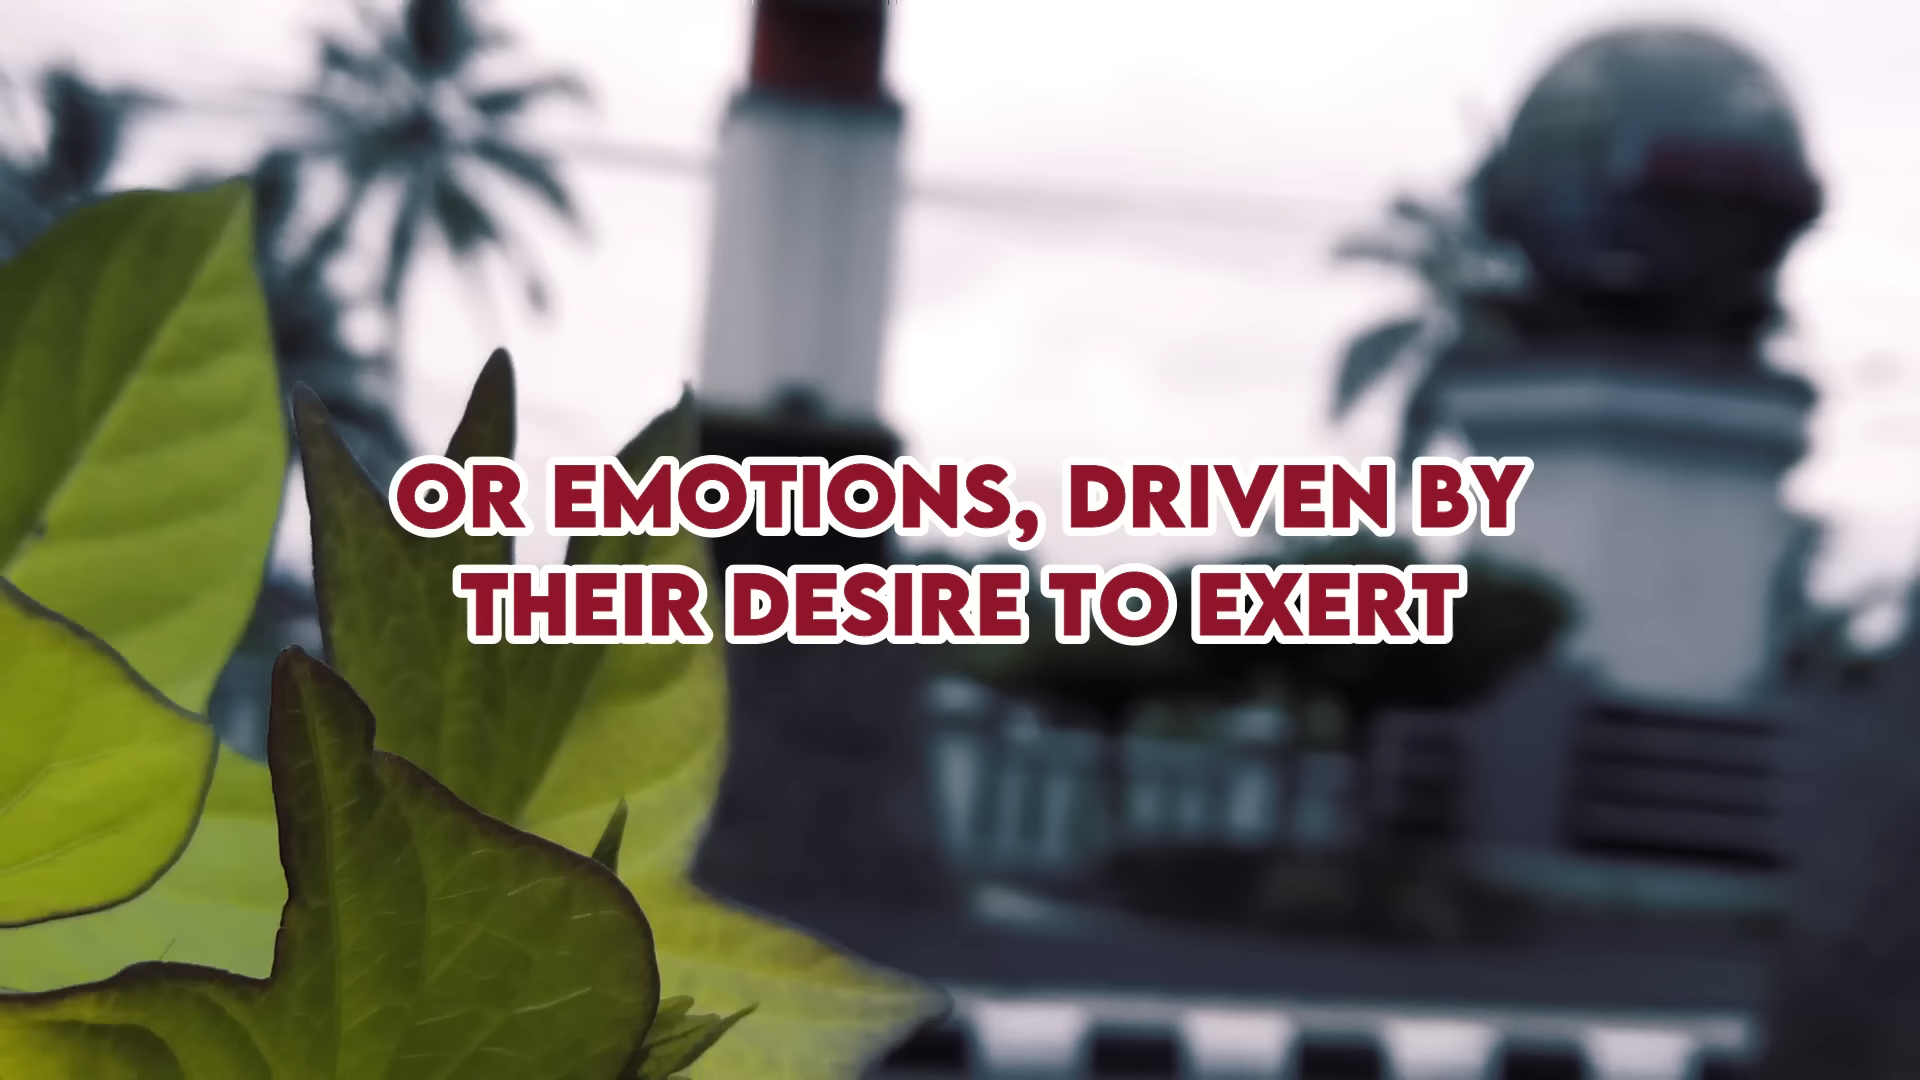 OR EMOTIONS, DRIVEN BY
THEIR DESIRE TO EXERT